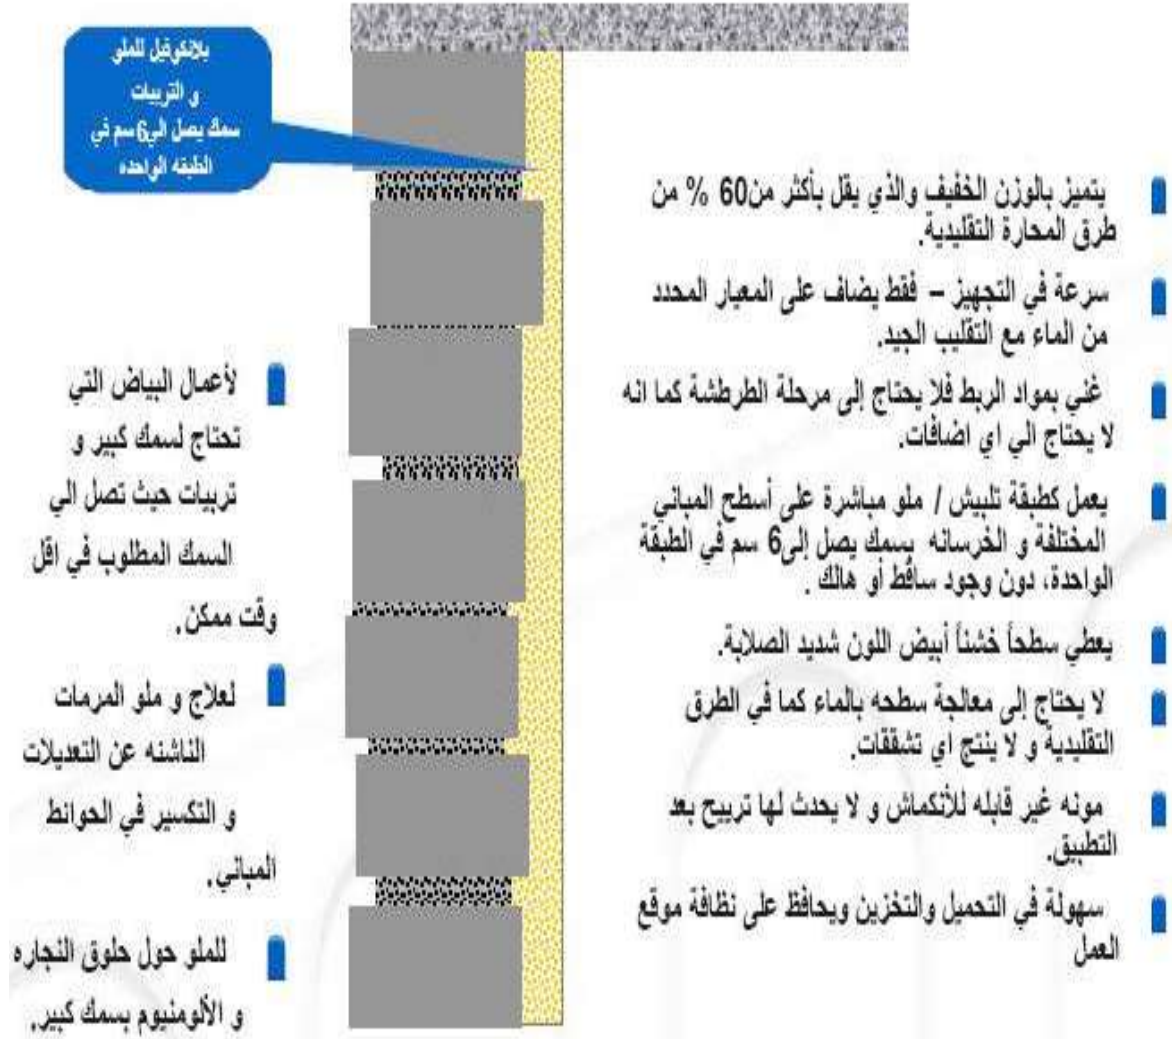 بلانكوفيل للملو
و التربيات
سمك يصل الي6 سم في
الطبقه الواحده
يتميز بالوزن الخفيف والذي يقل بأكثر من60 % من
طرق المحارة التقليدية.
سرعة في التجهيز – فقط يضاف على المعيار المحدد
من الماء مع التقليب الجيد.
غني بمواد الربط فلا يحتاج إلى مرحلة الطرطشة كما انه
لا يحتاج الي اي اضافات.
يعمل كطبقة تلبيش / ملو مباشرة على أسطح المباني
المختلفة و الخرسانه بسمك يصل إلى6 سم في الطبقة
الواحدة، دون وجود ساقط أو هالك .
يعطي سطحاً خشناً أبيض اللون شديد الصلابة.
لا يحتاج إلى معالجة سطحه بالماء كما في الطرق
التقليدية و لا ينتج اي تشققات.
مونه غير قابله للأنكماش و لا يحدث لها ترييح بعد
التطبيق.
سهولة في التحميل والتخزين ويحافظ على نظافة موقع
العمل
لأعمال البياض التي
تحتاج لسمك كبير و
تربيات حيث تصل الي
السمك المطلوب في اقل
وقت ممكن.
لعلاج و ملو المرمات
الناشئه عن التعديلات
و التكسير في الحوائط
المباني.
للملو حول حلوق النجاره
و الألومنيوم بسمك كبير.